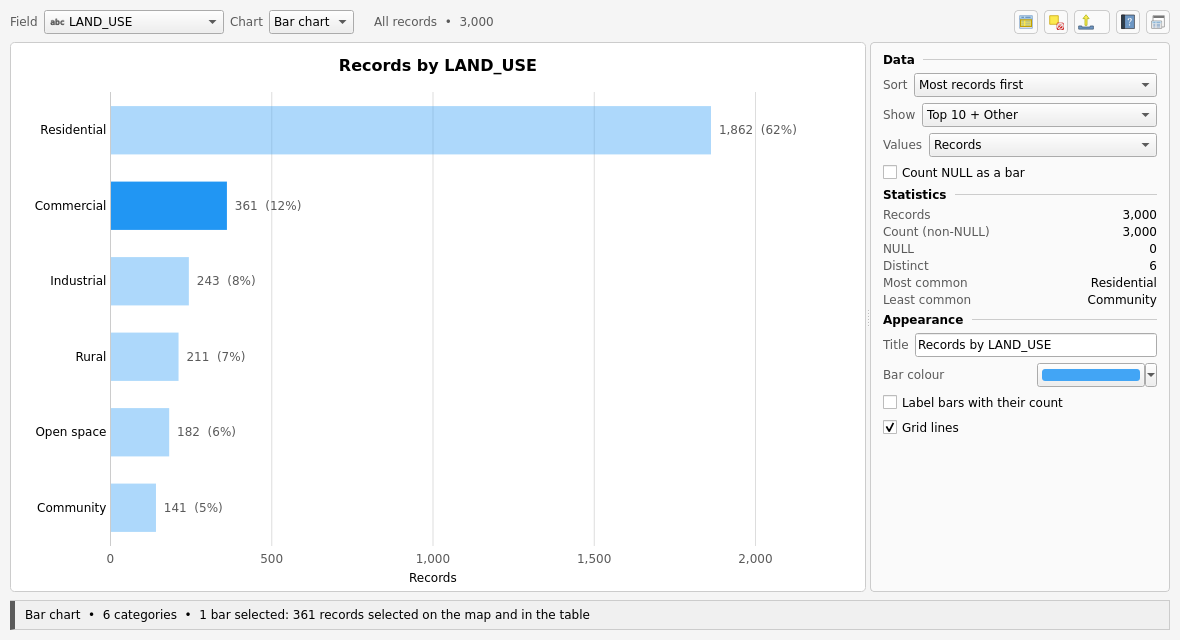 Field abc LAND_USE Chart Bar chart All records • 3,000
Records by LAND_USE
Residential 1,862 (62%)
Commercial 361 (12%)
Industrial 243 (8%)
Rural 211 (7%)
Open space 182 (6%)
Community 141 (5%)
0 500 1,000 1,500 2,000
Records
Data
Sort Most records first
Show Top 10 + Other
Values Records
Count NULL as a bar
Statistics
Records 3,000
Count (non-NULL) 3,000
NULL 0
Distinct 6
Most common Residential
Least common Community
Appearance
Title Records by LAND_USE
Bar colour
Label bars with their count
Grid lines
Bar chart • 6 categories • 1 bar selected: 361 records selected on the map and in the table